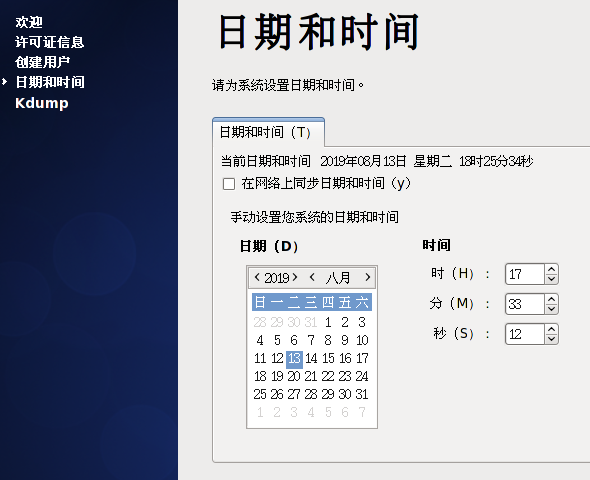 欢迎
许可证信息
创建用户
日期和时间
Kdump
日期和时间
请为系统设置日期和时间。
日期和时间（T）
当前日期和时间 2019年08月13日 星期二 18时25分34秒
在网络上同步日期和时间（y）
手动设置您系统的日期和时间
日期（D）
< 2019 > < 八月 >
日 一 二 三 四 五 六
28 29 30 31 1 2 3
4 5 6 7 8 9 10
11 12 13 14 15 16 17
18 19 20 21 22 23 24
25 26 27 28 29 30 31
1 2 3 4 5 6 7
时间
时（H）： 17
分（M）： 33
秒（S）： 12